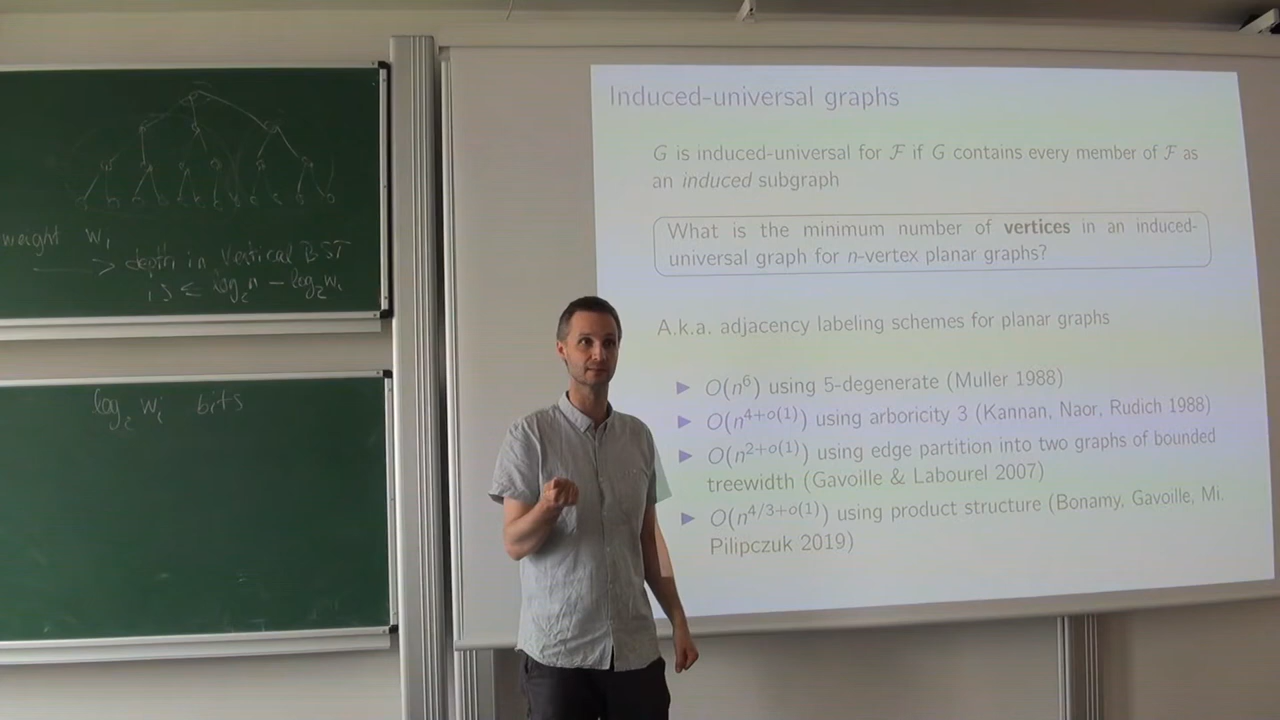 weight w_i
→ depth in vertical BST
is ≤ log_2 n − log_2 w_i
log_2 w_i bits
Induced-universal graphs
G is induced-universal for ℱ if G contains every member of ℱ as
an induced subgraph
What is the minimum number of vertices in an induced-
universal graph for n-vertex planar graphs?
A.k.a. adjacency labeling schemes for planar graphs
▶ O(n^6) using 5-degenerate (Muller 1988)
▶ O(n^{4+o(1)}) using arboricity 3 (Kannan, Naor, Rudich 1988)
▶ O(n^{2+o(1)}) using edge partition into two graphs of bounded
treewidth (Gavoille & Labourel 2007)
▶ O(n^{4/3+o(1)}) using product structure (Bonamy, Gavoille, Mi.
Pilipczuk 2019)